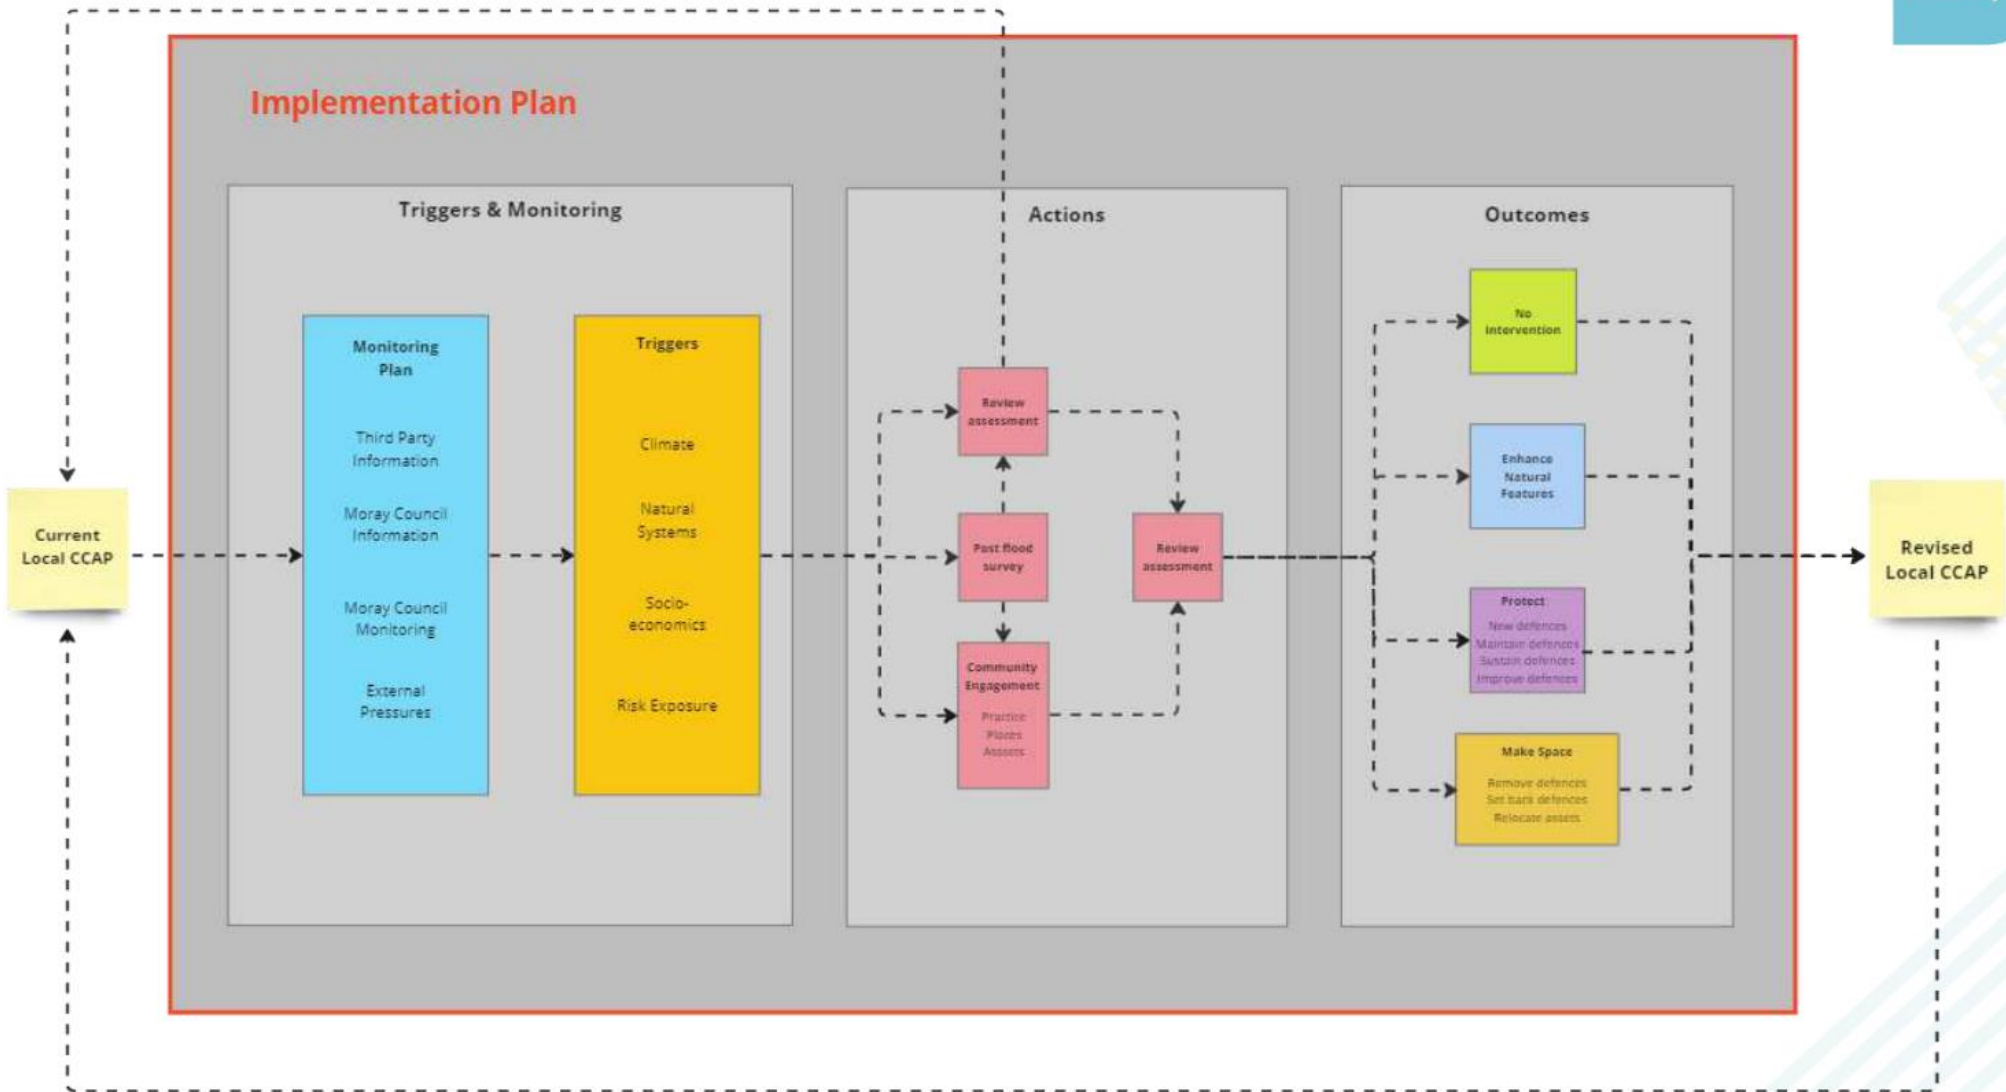 Implementation Plan
Triggers & Monitoring
Monitoring
Plan
Third Party
Information
Moray Council
Information
Moray Council
Monitoring
External
Pressures
Triggers
Climate
Natural
Systems
Socio-
economics
Risk Exposure
Actions
Review
assessment
Post flood
survey
Community
Engagement
Practice
Places
Asssets
Review
assessment
Outcomes
No
Intervention
Enhance
Natural
Features
Protect
New defences
Maintain defences
Sustain defences
Improve defences
Make Space
Remove defences
Set back defences
Relocate assets
Current
Local CCAP
Revised
Local CCAP